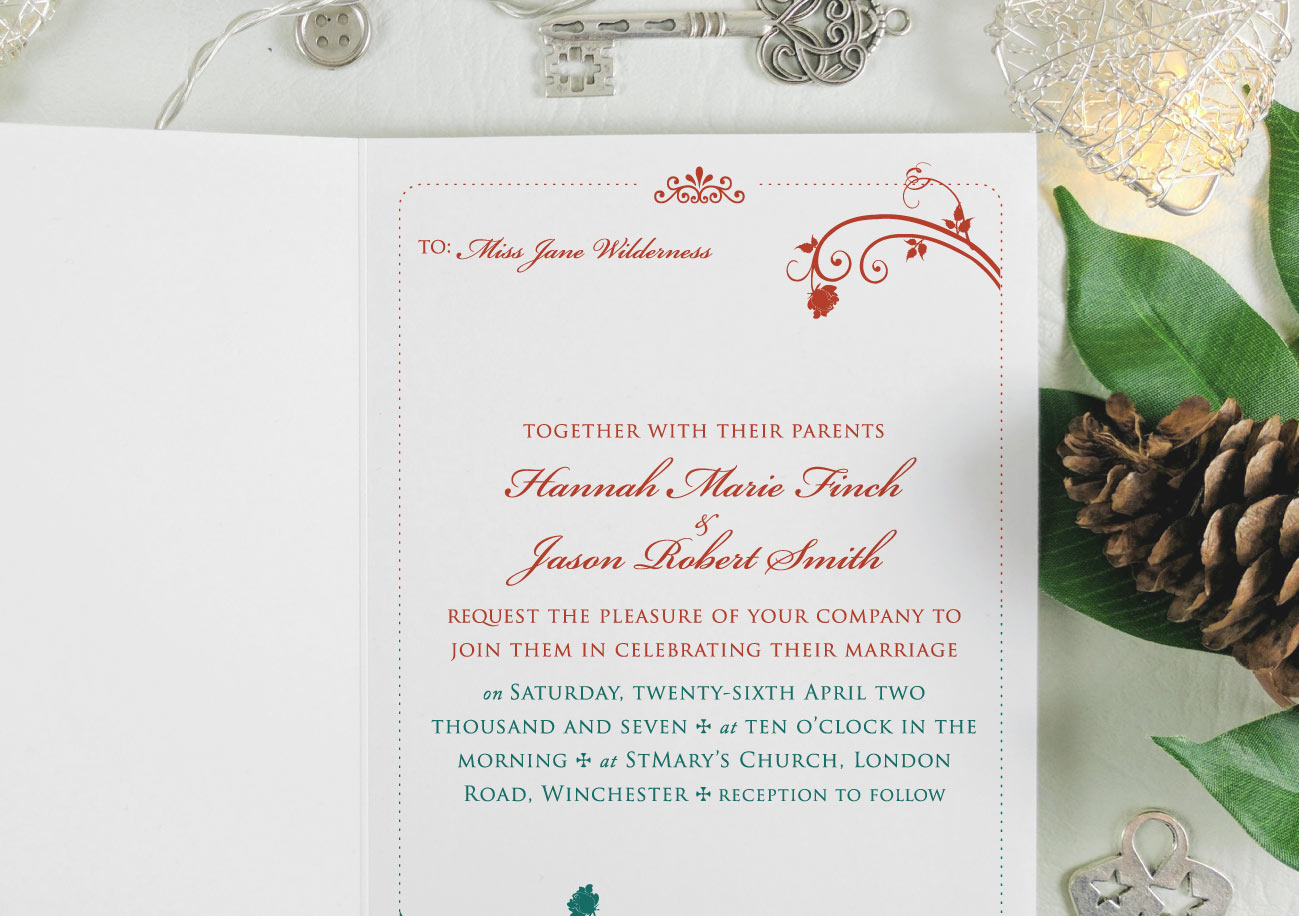 TO: Miss Jane Wilderness
TOGETHER WITH THEIR PARENTS
Hannah Marie Finch
&
Jason Robert Smith
REQUEST THE PLEASURE OF YOUR COMPANY TO
JOIN THEM IN CELEBRATING THEIR MARRIAGE
on SATURDAY, TWENTY-SIXTH APRIL TWO
THOUSAND AND SEVEN ✠ at TEN O'CLOCK IN THE
MORNING ✠ at STMARY'S CHURCH, LONDON
ROAD, WINCHESTER ✠ RECEPTION TO FOLLOW